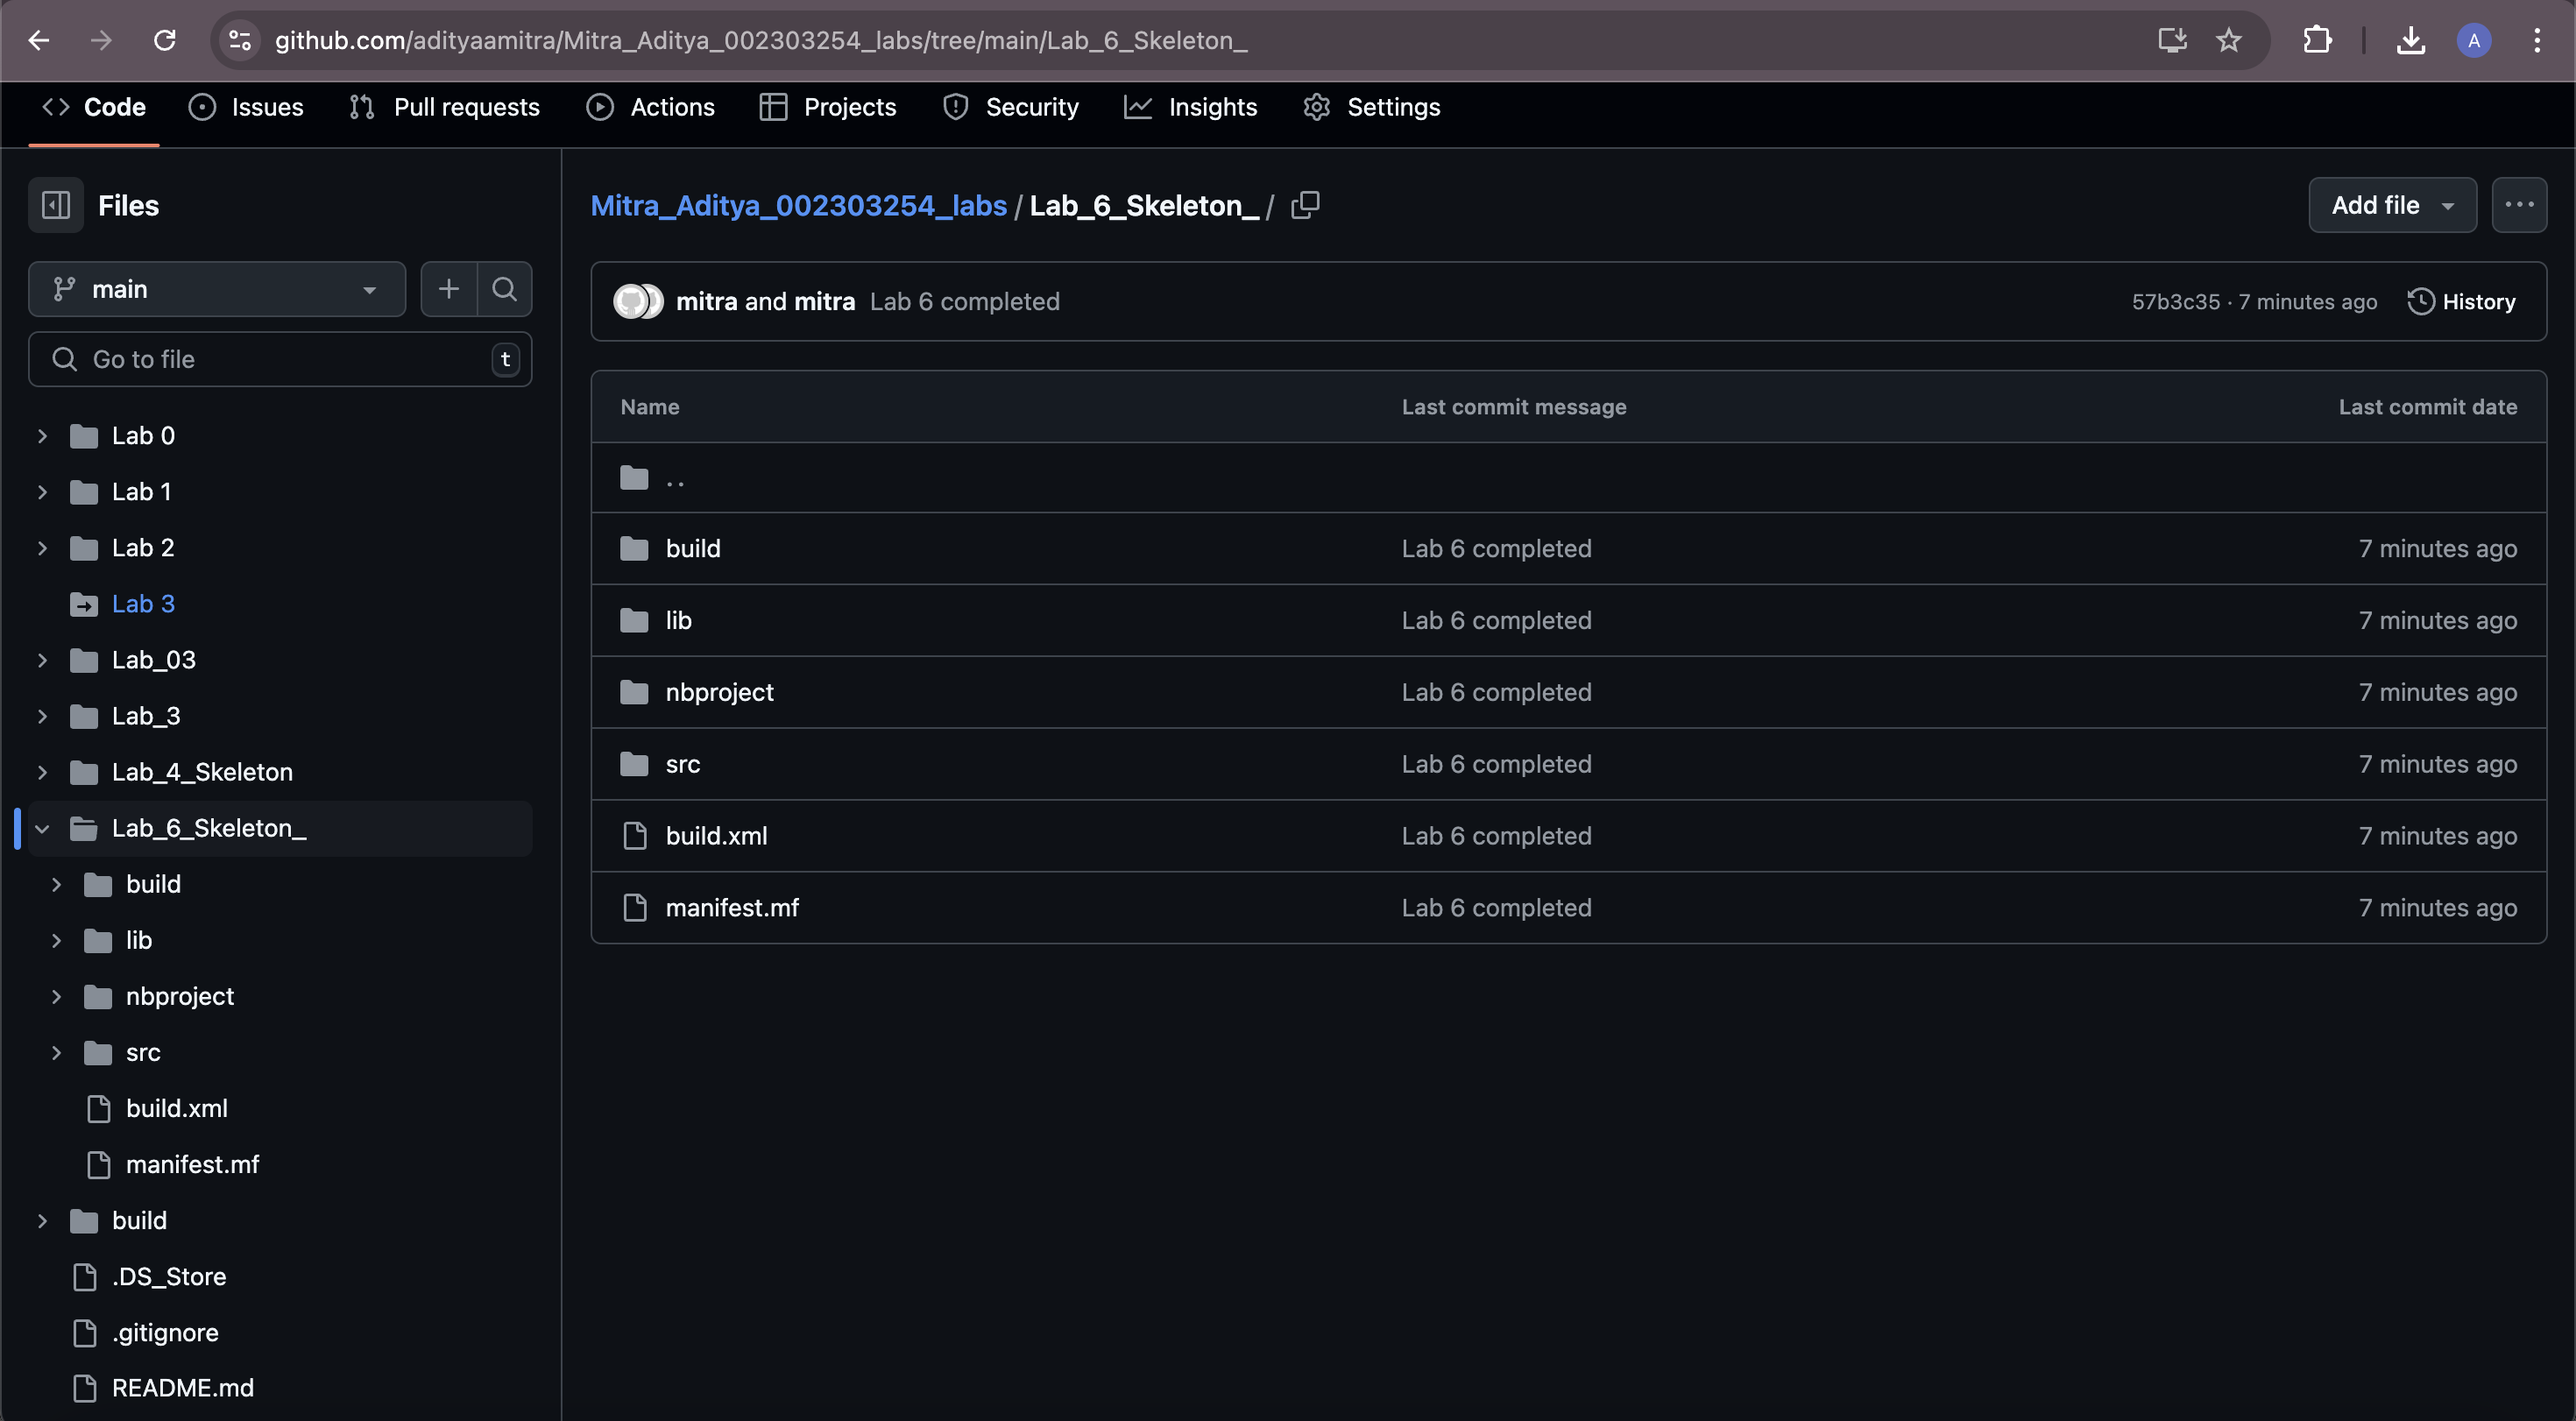 github.com/adityaamitra/Mitra_Aditya_002303254_labs/tree/main/Lab_6_Skeleton_
A
Code Issues Pull requests Actions Projects Security Insights Settings
Files
main
Go to file t
Lab 0
Lab 1
Lab 2
Lab 3
Lab_03
Lab_3
Lab_4_Skeleton
Lab_6_Skeleton_
build
lib
nbproject
src
build.xml
manifest.mf
build
.DS_Store
.gitignore
README.md
Mitra_Aditya_002303254_labs / Lab_6_Skeleton_ /
Add file
mitra and mitra Lab 6 completed 57b3c35 · 7 minutes ago History
Name Last commit message Last commit date
..
build Lab 6 completed 7 minutes ago
lib Lab 6 completed 7 minutes ago
nbproject Lab 6 completed 7 minutes ago
src Lab 6 completed 7 minutes ago
build.xml Lab 6 completed 7 minutes ago
manifest.mf Lab 6 completed 7 minutes ago